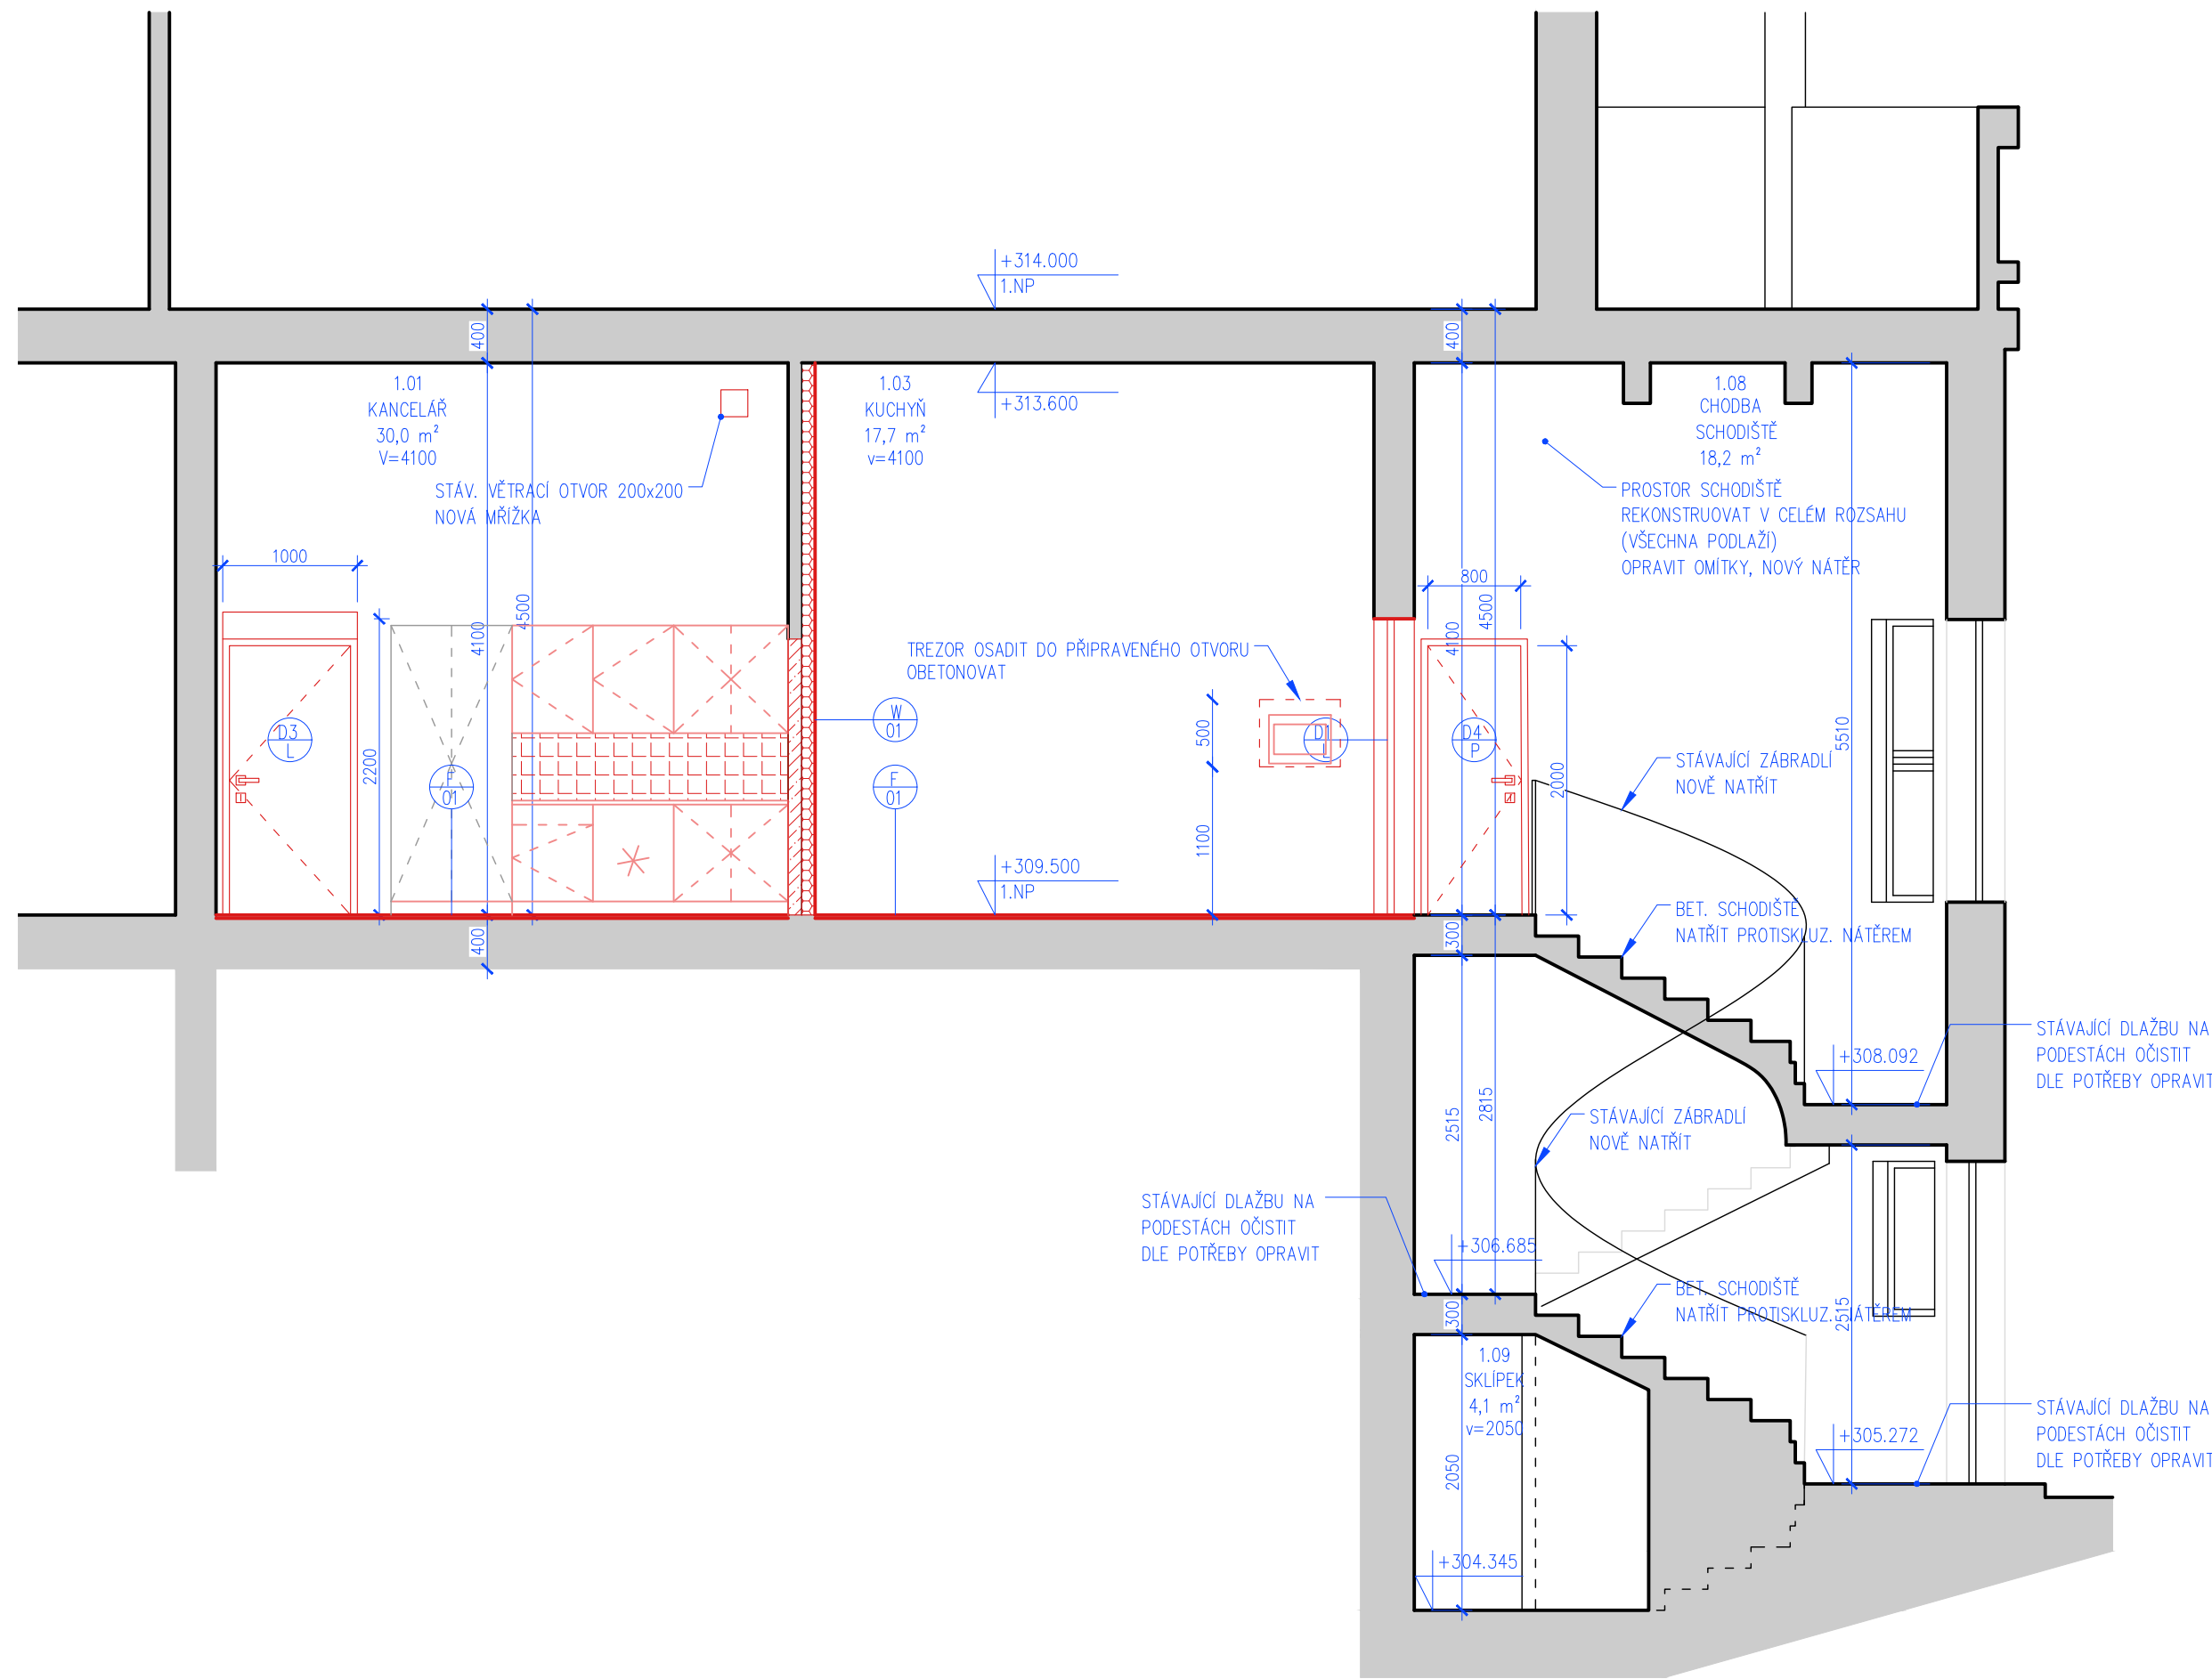 +314.000
1.NP
400
400
1.01
KANCELÁŘ
30,0 m²
V=4100
1.03
KUCHYŇ
17,7 m²
v=4100
+313.600
1.08
CHODBA
SCHODIŠTĚ
18,2 m²
STÁV. VĚTRACÍ OTVOR 200x200
NOVÁ MŘÍŽKA
PROSTOR SCHODIŠTĚ
REKONSTRUOVAT V CELÉM ROZSAHU
(VŠECHNA PODLAŽÍ)
OPRAVIT OMÍTKY, NOVÝ NÁTĚR
1000
800
4100
4500
4100
4500
TREZOR OSADIT DO PŘIPRAVENÉHO OTVORU
OBETONOVAT
D3
L
2200
F
01
W
01
F
01
500
1100
D1
L
D4
P
2000
5510
STÁVAJÍCÍ ZÁBRADLÍ
NOVĚ NATŘÍT
+309.500
1.NP
400
300
BET. SCHODIŠTĚ
NATŘÍT PROTISKLUZ. NÁTĚREM
+308.092
STÁVAJÍCÍ DLAŽBU NA
PODESTÁCH OČISTIT
DLE POTŘEBY OPRAVIT
2515
2815
STÁVAJÍCÍ ZÁBRADLÍ
NOVĚ NATŘÍT
STÁVAJÍCÍ DLAŽBU NA
PODESTÁCH OČISTIT
DLE POTŘEBY OPRAVIT
+306.685
300
BET. SCHODIŠTĚ
NATŘÍT PROTISKLUZ. NÁTĚREM
2515
1.09
SKLÍPEK
4,1 m²
v=2050
2050
+305.272
STÁVAJÍCÍ DLAŽBU NA
PODESTÁCH OČISTIT
DLE POTŘEBY OPRAVIT
+304.345